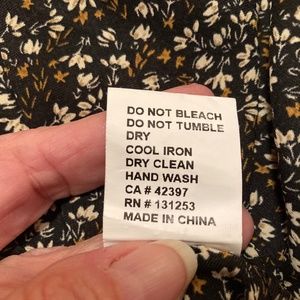 DO NOT BLEACH
DO NOT TUMBLE
DRY
COOL IRON
DRY CLEAN
HAND WASH
CA # 42397
RN # 131253
MADE IN CHINA